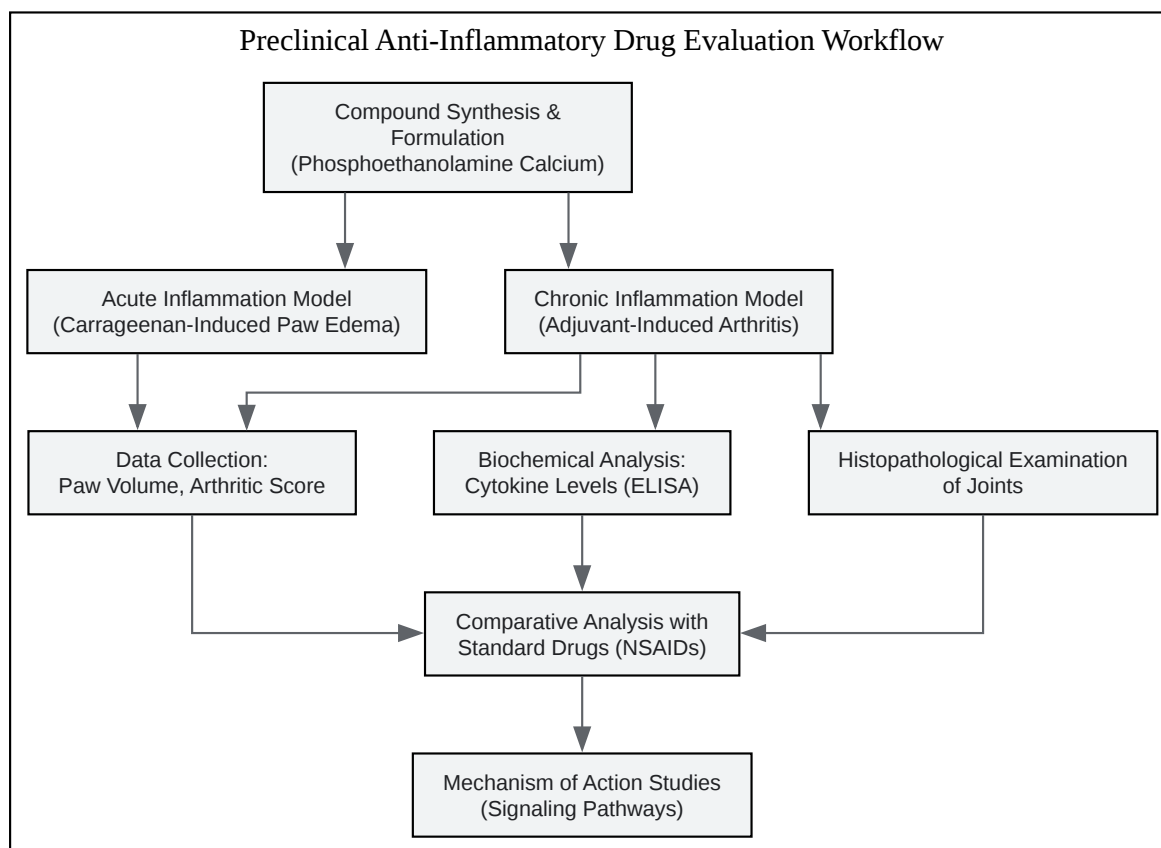 Preclinical Anti-Inflammatory Drug Evaluation Workflow
Compound Synthesis &
Formulation
(Phosphoethanolamine Calcium)
Acute Inflammation Model
(Carrageenan-Induced Paw Edema)
Chronic Inflammation Model
(Adjuvant-Induced Arthritis)
Data Collection:
Paw Volume, Arthritic Score
Biochemical Analysis:
Cytokine Levels (ELISA)
Histopathological Examination
of Joints
Comparative Analysis with
Standard Drugs (NSAIDs)
Mechanism of Action Studies
(Signaling Pathways)